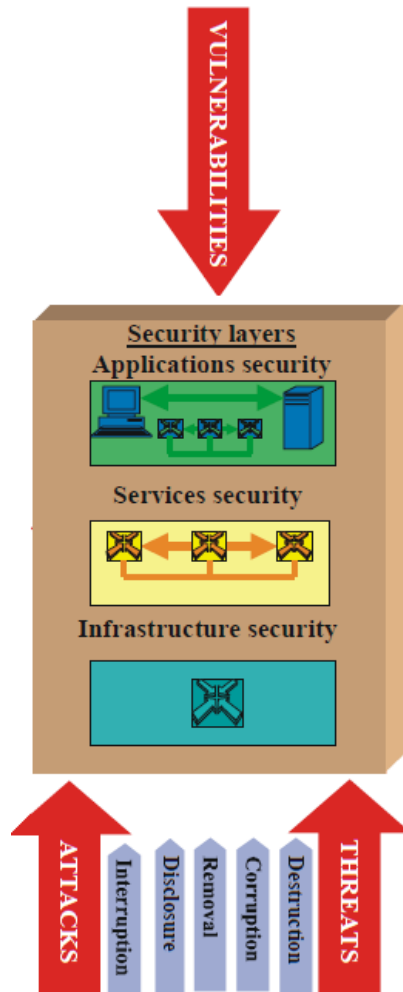 VULNERABILITIES
Security layers
Applications security
Services security
Infrastructure security
ATTACKS
Interruption
Disclosure
Removal
Corruption
Destruction
THREATS